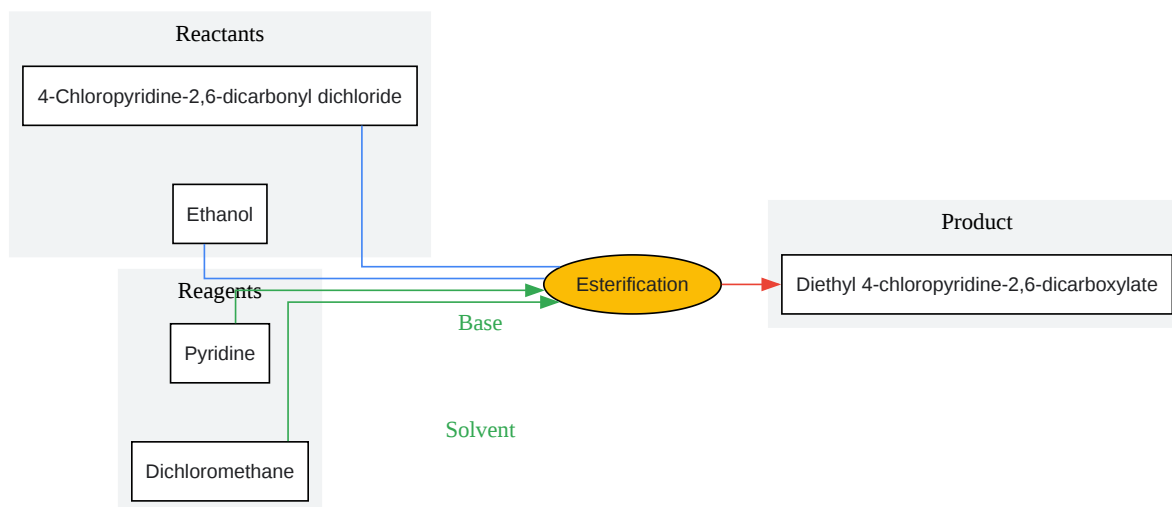 Reactants
4-Chloropyridine-2,6-dicarbonyl dichloride
Ethanol
Reagents
Pyridine
Dichloromethane
Base
Solvent
Esterification
Product
Diethyl 4-chloropyridine-2,6-dicarboxylate